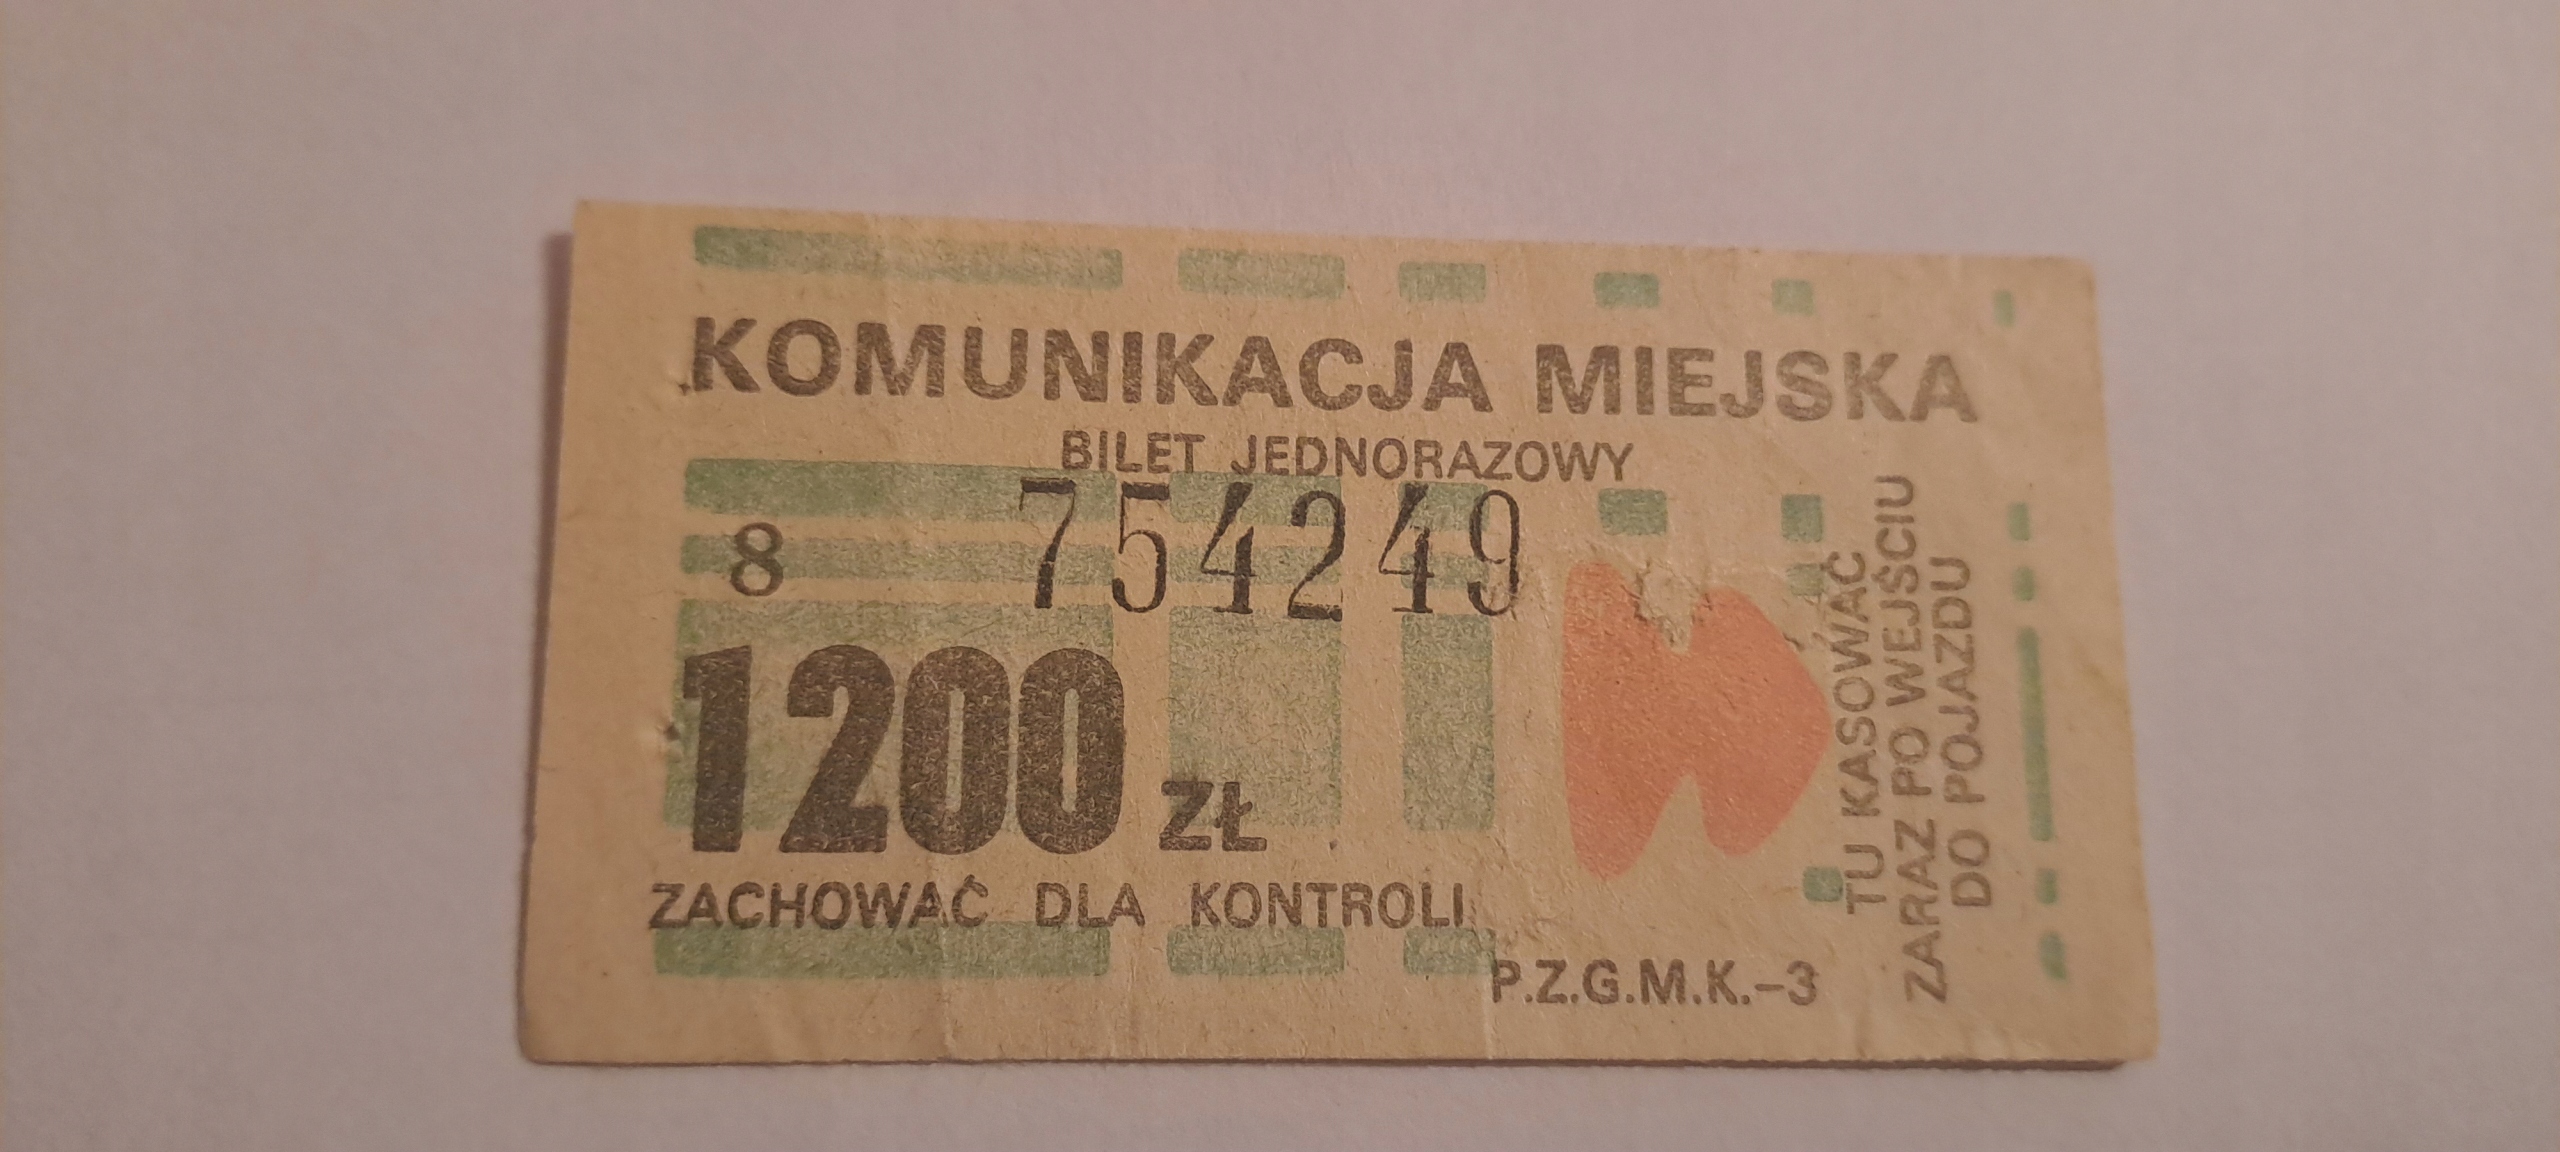 KOMUNIKACJA MIEJSKA
BILET JEDNORAZOWY
8 754249
1200 ZŁ
ZACHOWAĆ DLA KONTROLI
P.Z.G.M.K.-3
TU KASOWAĆ
ZARAZ PO WEJŚCIU
DO POJAZDU